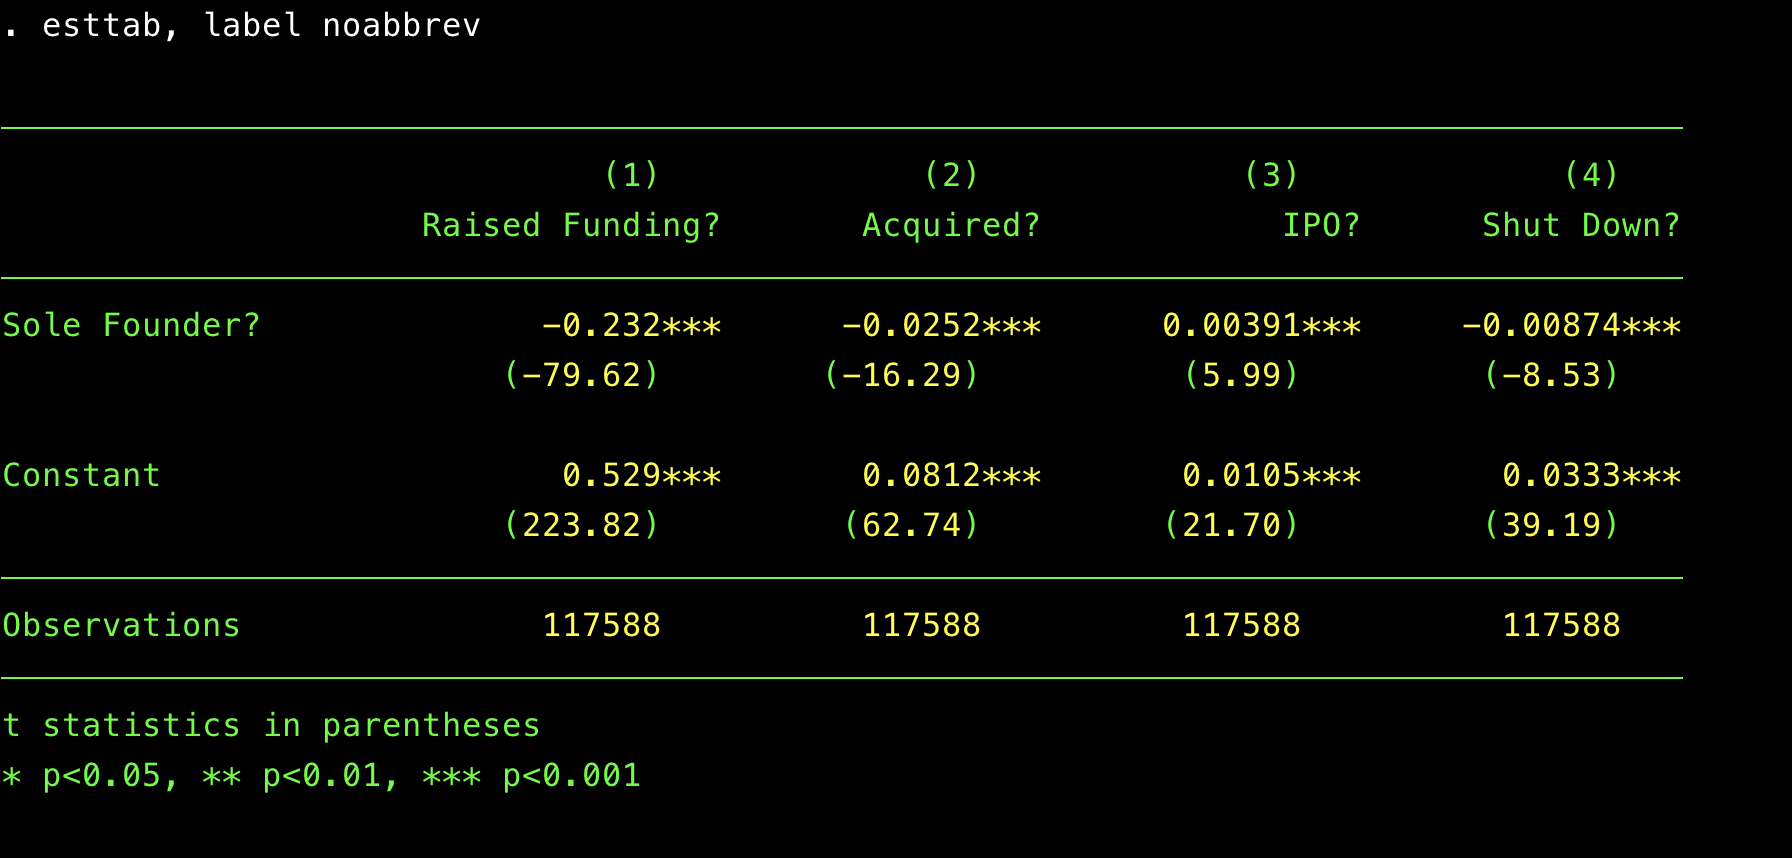 . esttab, label noabbrev
(1) (2) (3) (4)
Raised Funding? Acquired? IPO? Shut Down?
Sole Founder? -0.232*** -0.0252*** 0.00391*** -0.00874***
(-79.62) (-16.29) (5.99) (-8.53)
Constant 0.529*** 0.0812*** 0.0105*** 0.0333***
(223.82) (62.74) (21.70) (39.19)
Observations 117588 117588 117588 117588
t statistics in parentheses
* p<0.05, ** p<0.01, *** p<0.001